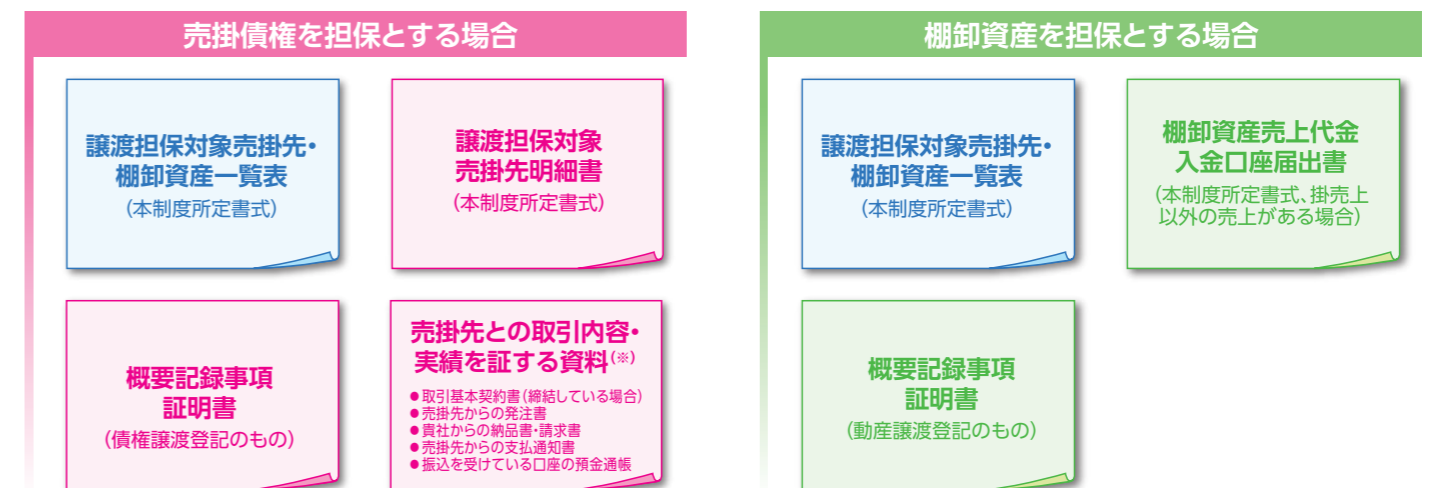 売掛債権を担保とする場合
譲渡担保対象売掛先・
棚卸資産一覧表
（本制度所定書式）
譲渡担保対象
売掛先明細書
（本制度所定書式）
概要記録事項
証明書
（債権譲渡登記のもの）
売掛先との取引内容・
実績を証する資料(※)
●取引基本契約書（締結している場合）
●売掛先からの発注書
●貴社からの納品書・請求書
●売掛先からの支払通知書
●振込を受けている口座の預金通帳
棚卸資産を担保とする場合
譲渡担保対象売掛先・
棚卸資産一覧表
（本制度所定書式）
棚卸資産売上代金
入金口座届出書
（本制度所定書式、掛売上
以外の売上がある場合）
概要記録事項
証明書
（動産譲渡登記のもの）